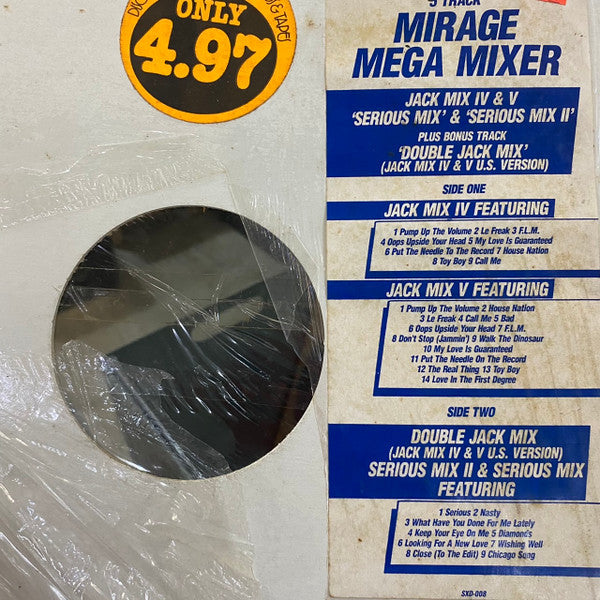 ONLY
4.97
& TAPES
5 TRACK
MIRAGE
MEGA MIXER
JACK MIX IV & V
'SERIOUS MIX' & 'SERIOUS MIX II'
PLUS BONUS TRACK
'DOUBLE JACK MIX'
(JACK MIX IV & V U.S. VERSION)
SIDE ONE
JACK MIX IV FEATURING
1 Pump Up the Volume 2 Le Freak 3 F.L.M.
4 Oops Upside Your Head 5 My Love Is Guaranteed
6 Put The Needle To The Record 7 House Nation
8 Toy Boy 9 Call Me
JACK MIX V FEATURING
1 Pump Up The Volume 2 House Nation
3 Le Freak 4 Call Me 5 Bad
6 Oops Upside Your Head 7 F.L.M.
8 Don't Stop (Jammin') 9 Walk The Dinosaur
10 My Love Is Guaranteed
11 Put The Needle On The Record
12 The Real Thing 13 Toy Boy
14 Love In The First Degree
SIDE TWO
DOUBLE JACK MIX
(JACK MIX IV & V U.S. VERSION)
SERIOUS MIX II & SERIOUS MIX
FEATURING
1 Serious 2 Nasty
3 What Have You Done For Me Lately
4 Keep Your Eye On Me 5 Diamonds
6 Looking For A New Love 7 Wishing Well
8 Close (To The Edit) 9 Chicago Song
SXD-008